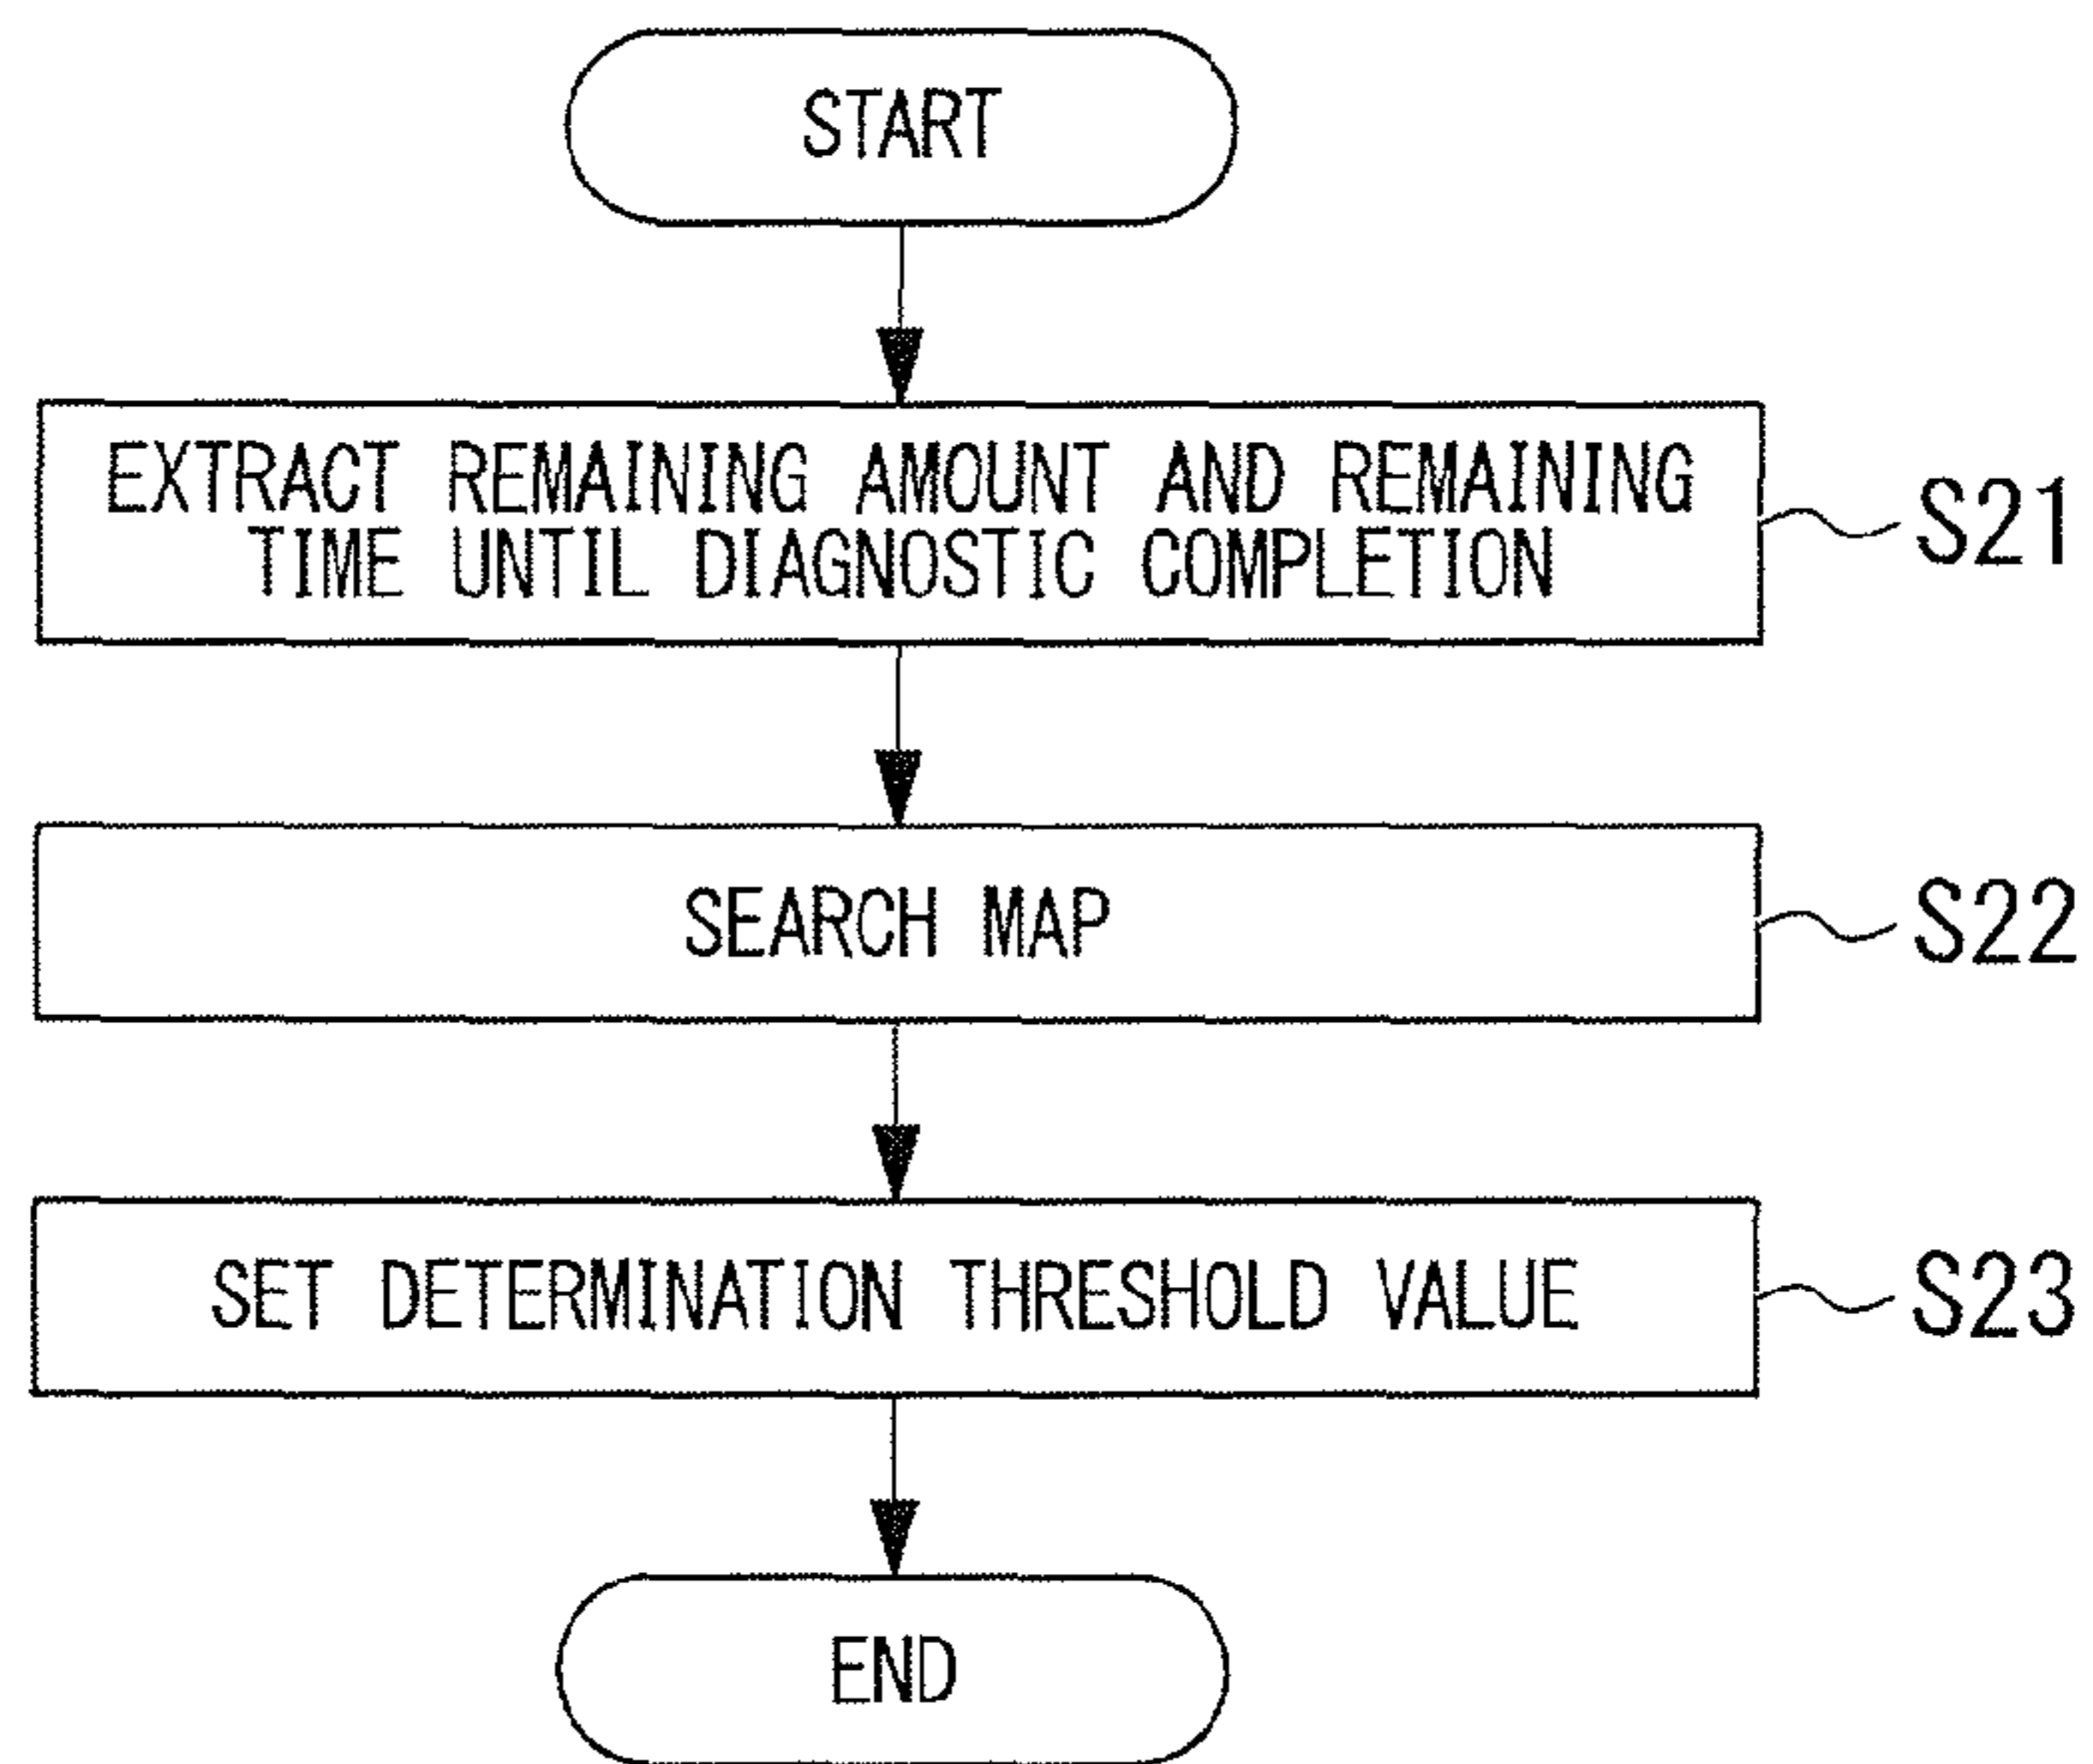 START
EXTRACT REMAINING AMOUNT AND REMAINING
TIME UNTIL DIAGNOSTIC COMPLETION
S21
SEARCH MAP
S22
SET DETERMINATION THRESHOLD VALUE
S23
END